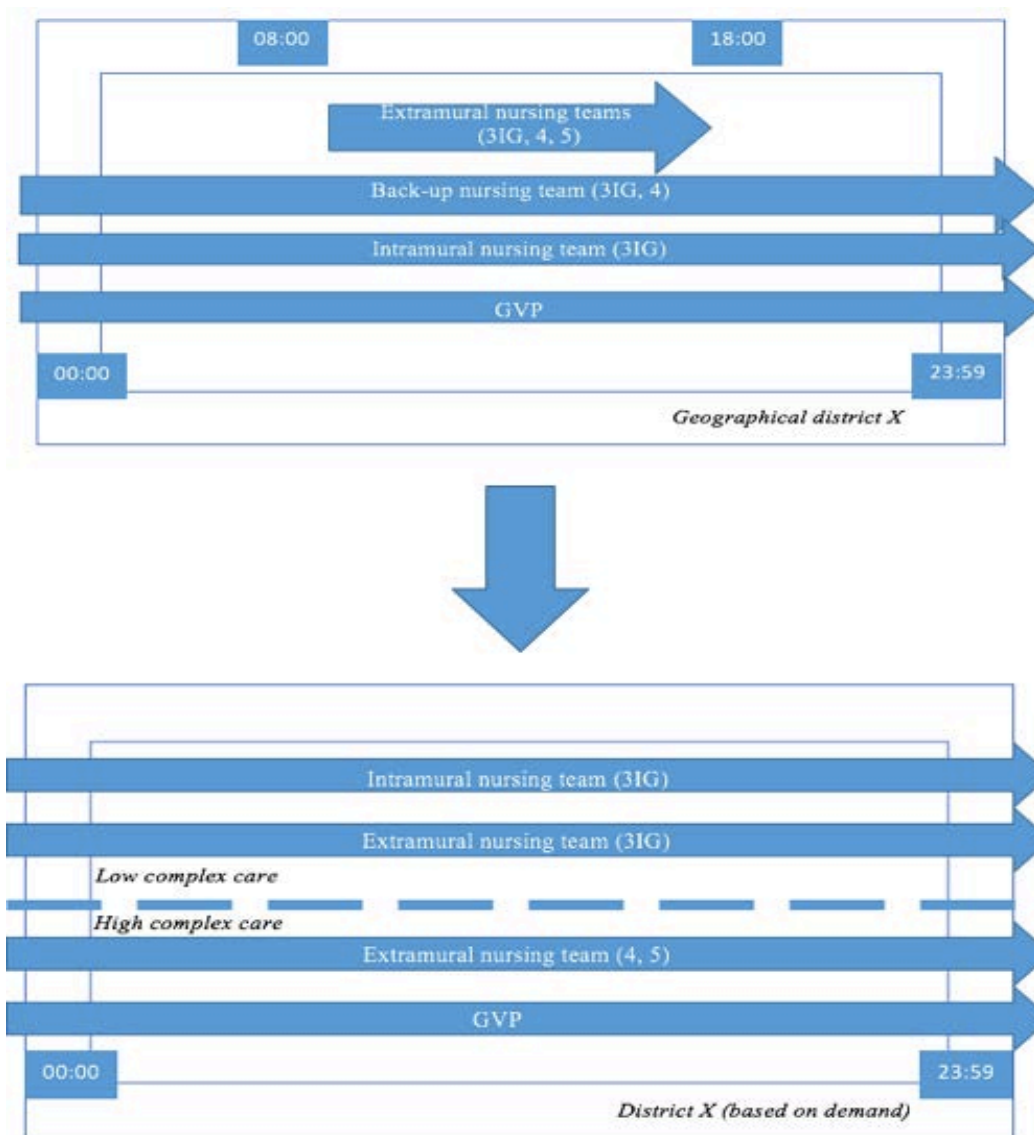 08:00
18:00
Extramural nursing teams
(3IG, 4, 5)
Back-up nursing team (3IG, 4)
Intramural nursing team (3IG)
GVP
00:00
23:59
Geographical district X
Intramural nursing team (3IG)
Extramural nursing team (3IG)
Low complex care
High complex care
Extramural nursing team (4, 5)
GVP
00:00
23:59
District X (based on demand)